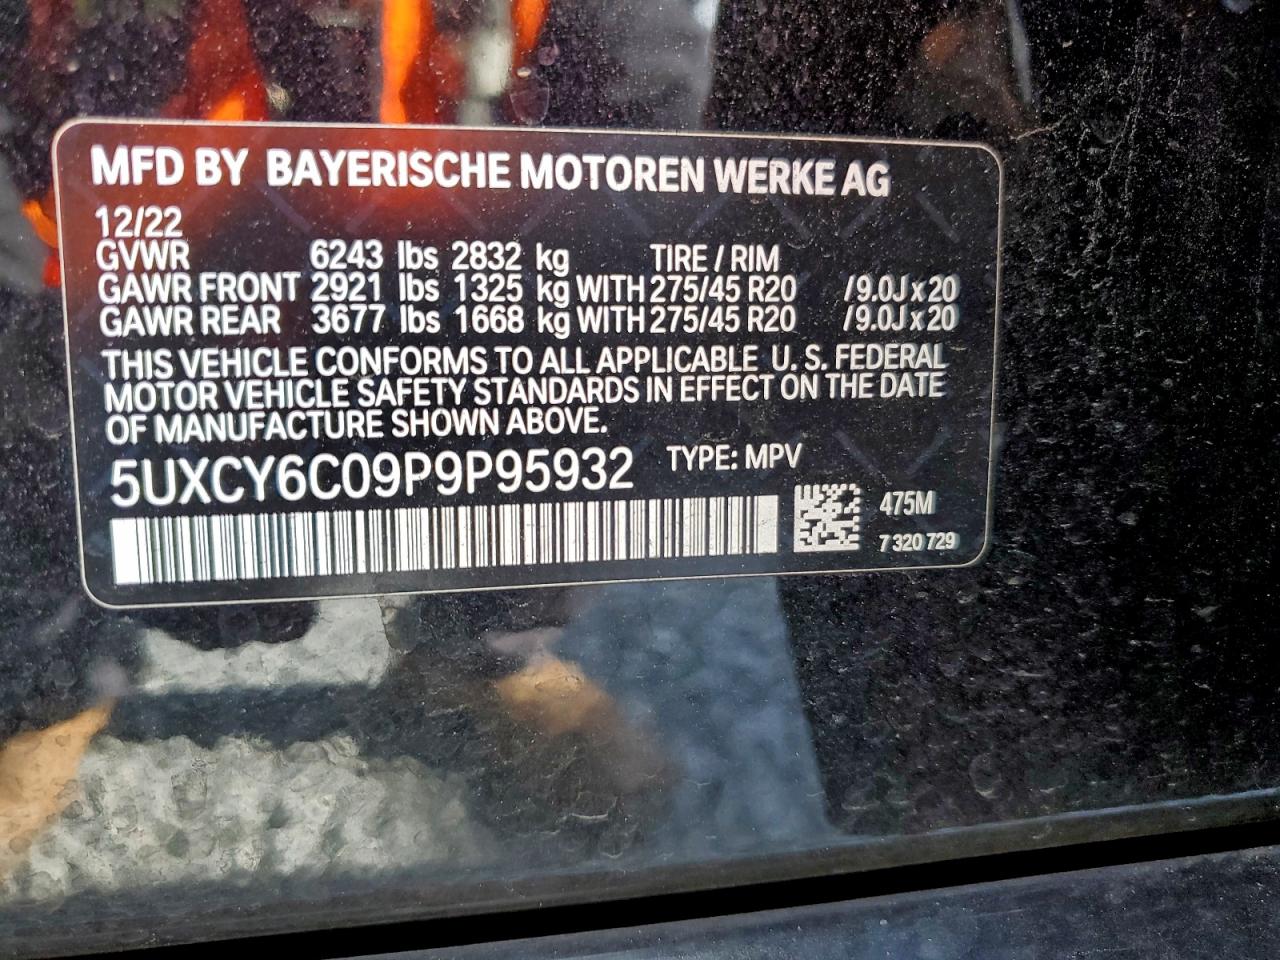 MFD BY BAYERISCHE MOTOREN WERKE AG
12/22
GVWR 6243 lbs 2832 kg TIRE / RIM
GAWR FRONT 2921 lbs 1325 kg WITH 275/45 R20 /9.0J x 20
GAWR REAR 3677 lbs 1668 kg WITH 275/45 R20 /9.0J x 20
THIS VEHICLE CONFORMS TO ALL APPLICABLE U. S. FEDERAL
MOTOR VEHICLE SAFETY STANDARDS IN EFFECT ON THE DATE
OF MANUFACTURE SHOWN ABOVE.
5UXCY6C09P9P95932 TYPE: MPV
475M
7 320 729